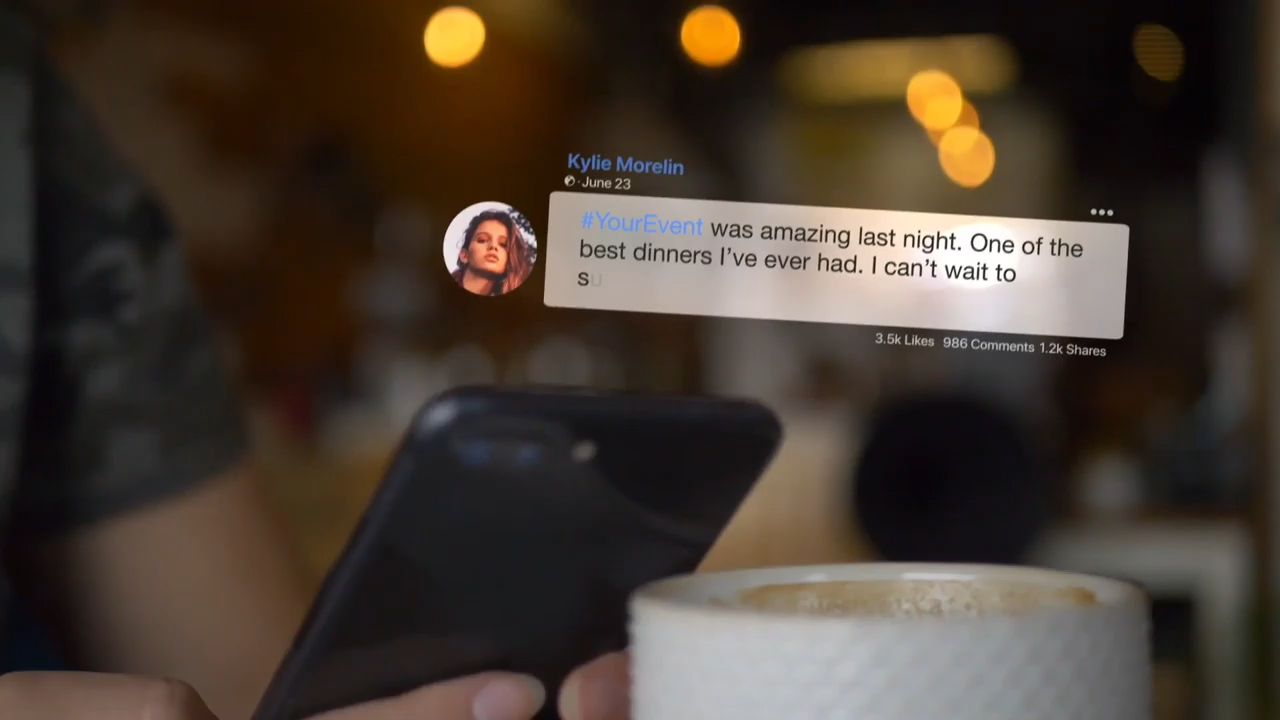 Kylie Morelin
· June 23
#YourEvent was amazing last night. One of the
best dinners I've ever had. I can't wait to
su
3.5k Likes 986 Comments 1.2k Shares